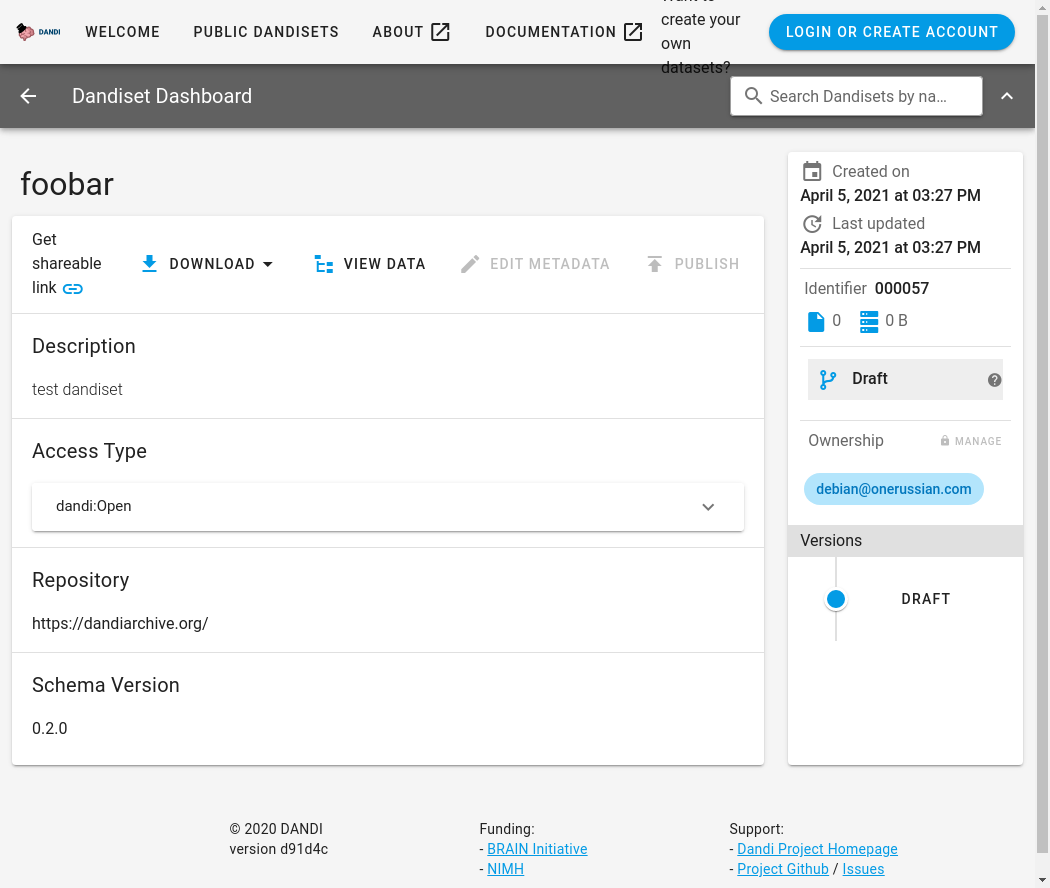 DANDI
WELCOME
PUBLIC DANDISETS
ABOUT
DOCUMENTATION
create your
own
datasets?
LOGIN OR CREATE ACCOUNT
Dandiset Dashboard
Search Dandisets by na...
foobar
Get
shareable
link
DOWNLOAD
VIEW DATA
EDIT METADATA
PUBLISH
Description
test dandiset
Access Type
dandi:Open
Repository
https://dandiarchive.org/
Schema Version
0.2.0
Created on
April 5, 2021 at 03:27 PM
Last updated
April 5, 2021 at 03:27 PM
Identifier 000057
0 0 B
Draft
Ownership MANAGE
debian@onerussian.com
Versions
DRAFT
© 2020 DANDI
version d91d4c
Funding:
- BRAIN Initiative
- NIMH
Support:
- Dandi Project Homepage
- Project Github / Issues